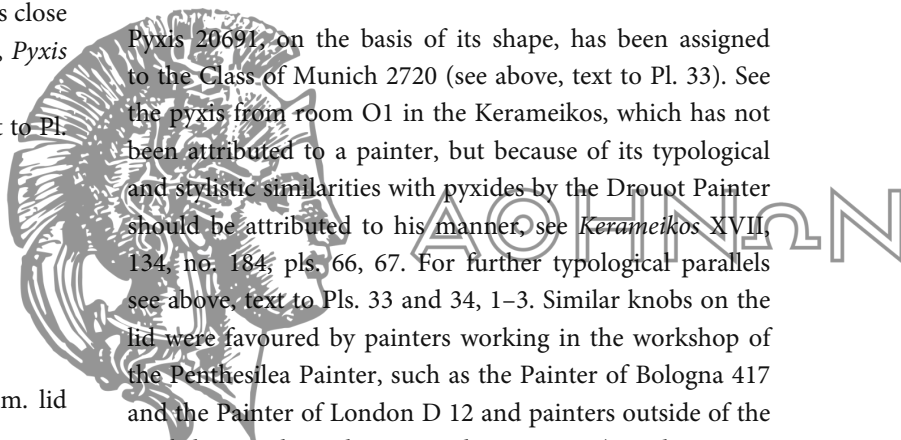 s close
, Pyxis
t to Pl.
m. lid
Pyxis 20691, on the basis of its shape, has been assigned
to the Class of Munich 2720 (see above, text to Pl. 33). See
the pyxis from room O1 in the Kerameikos, which has not
been attributed to a painter, but because of its typological
and stylistic similarities with pyxides by the Drouot Painter
should be attributed to his manner, see Kerameikos XVII,
134, no. 184, pls. 66, 67. For further typological parallels
see above, text to Pls. 33 and 34, 1–3. Similar knobs on the
lid were favoured by painters working in the workshop of
the Penthesilea Painter, such as the Painter of Bologna 417
and the Painter of London D 12 and painters outside of the
ΑΘΗΝΩΝ